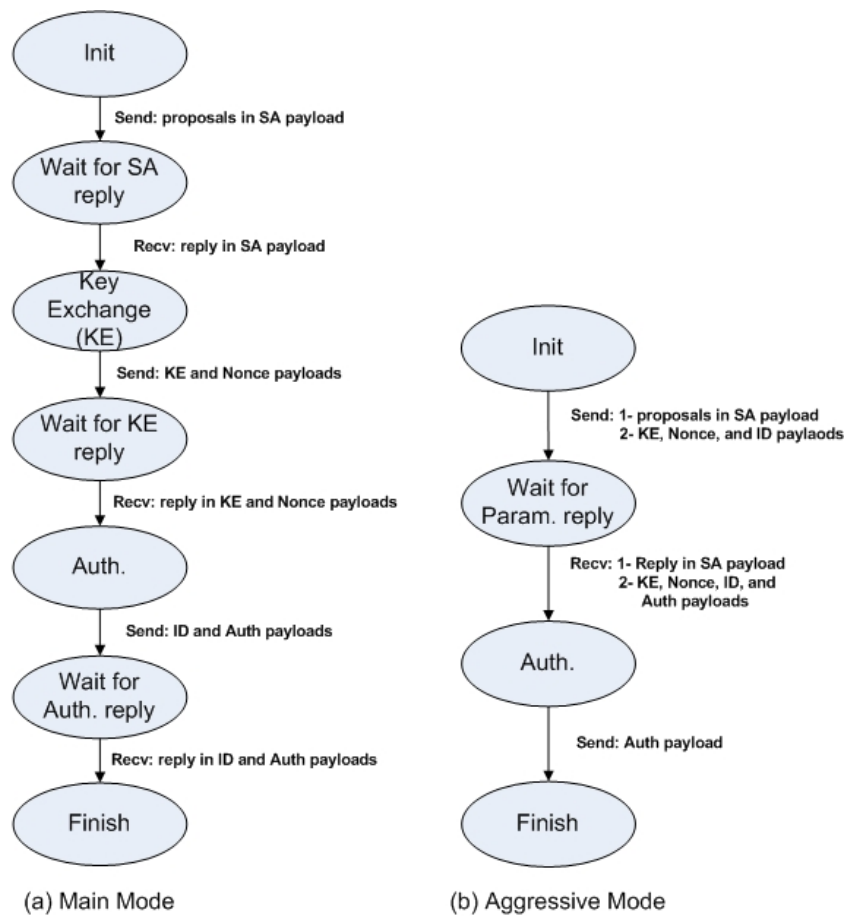 Init
Send: proposals in SA payload
Wait for SA
reply
Recv: reply in SA payload
Key
Exchange
(KE)
Send: KE and Nonce payloads
Wait for KE
reply
Recv: reply in KE and Nonce payloads
Auth.
Send: ID and Auth payloads
Wait for
Auth. reply
Recv: reply in ID and Auth payloads
Finish
(a) Main Mode
Init
Send: 1- proposals in SA payload
2- KE, Nonce, and ID paylaods
Wait for
Param. reply
Recv: 1- Reply in SA payload
2- KE, Nonce, ID, and
Auth payloads
Auth.
Send: Auth payload
Finish
(b) Aggressive Mode